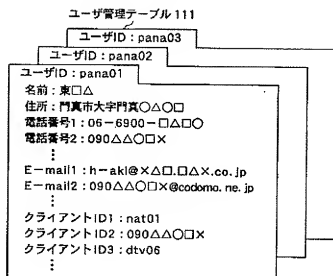 ユーザ管理テーブル 111
ユーザID:pana03
ユーザID:pana02
ユーザID:pana01
名前:東□△
住所:門真市大字門真○△○□
電話番号1:06-6900-□△□○
電話番号2:090△△○□×
⋮
E-mail1:h-aki@×△□.□△×.co.jp
E-mail2:090△△○□×@codomo.ne.jp
⋮
クライアントID1:nat01
クライアントID2:090△△○□×
クライアントID3:dtv06
⋮